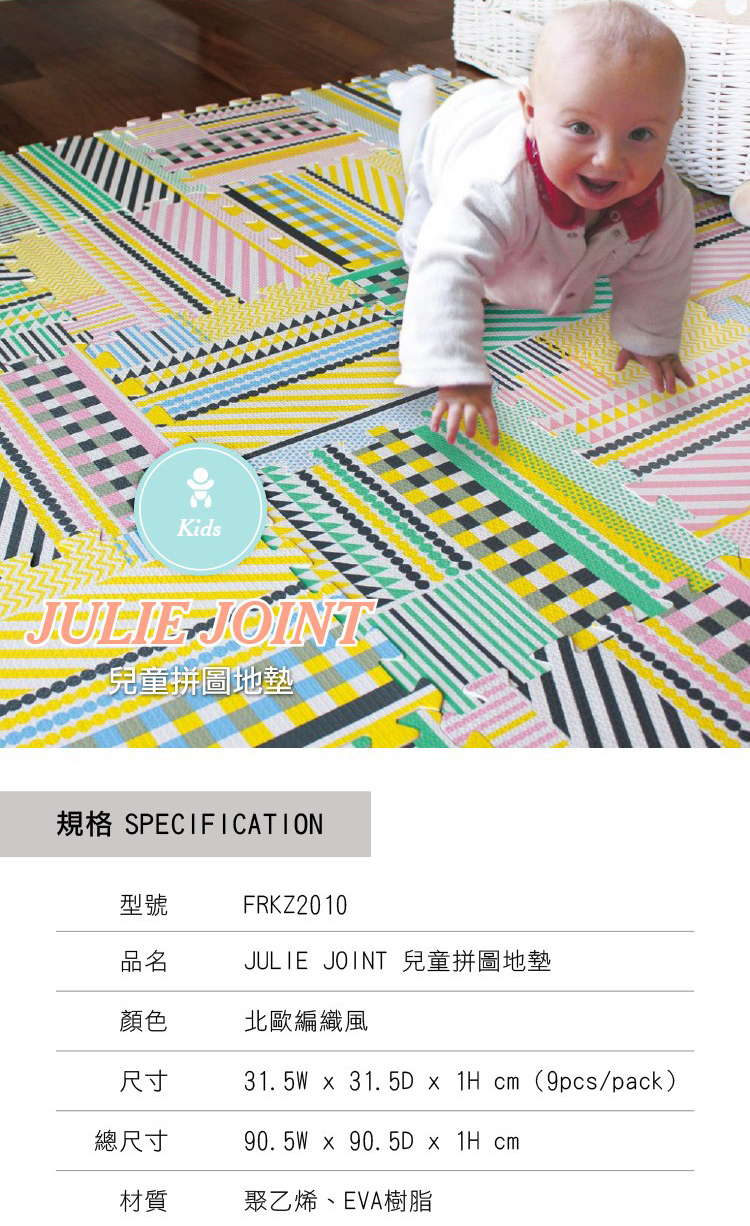 Kids
JULIE JOINT
兒童拼圖地墊
規格 SPECIFICATION
型號 FRKZ2010
品名 JULIE JOINT 兒童拼圖地墊
顏色 北歐編織風
尺寸 31.5W x 31.5D x 1H cm (9pcs/pack)
總尺寸 90.5W x 90.5D x 1H cm
材質 聚乙烯、EVA樹脂